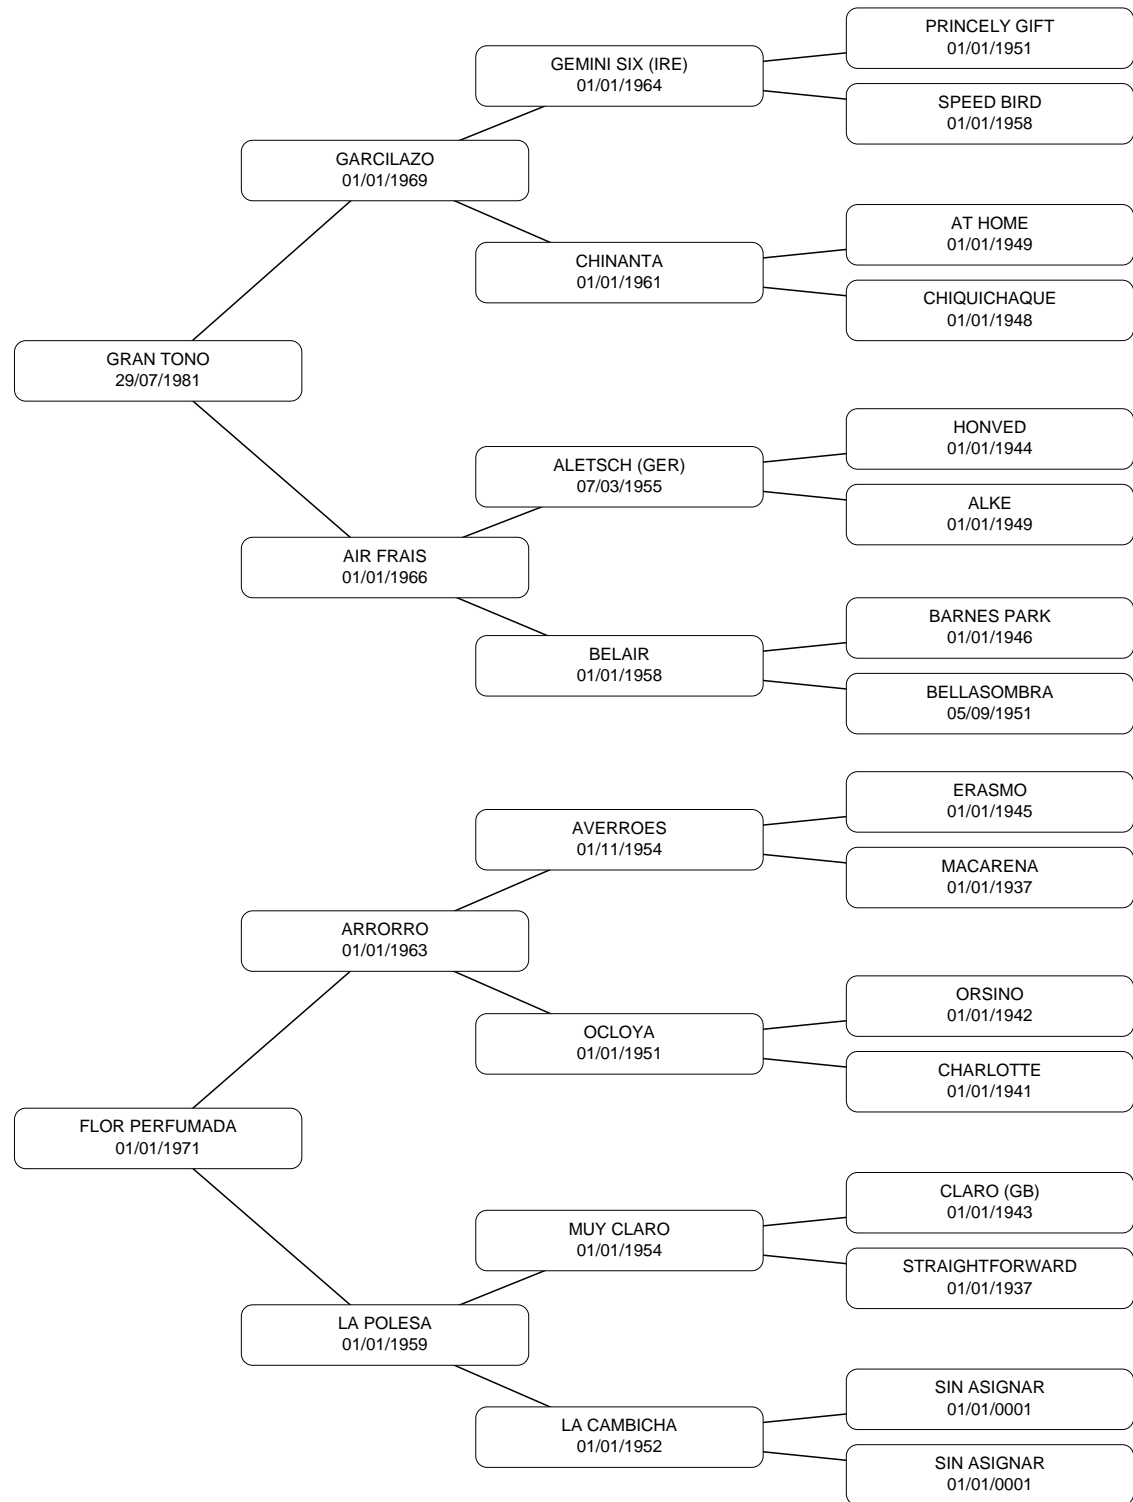 PRINCELY GIFT
01/01/1951
GEMINI SIX (IRE)
01/01/1964
SPEED BIRD
01/01/1958
GARCILAZO
01/01/1969
AT HOME
01/01/1949
CHINANTA
01/01/1961
CHIQUICHAQUE
01/01/1948
GRAN TONO
29/07/1981
HONVED
01/01/1944
ALETSCH (GER)
07/03/1955
ALKE
01/01/1949
AIR FRAIS
01/01/1966
BARNES PARK
01/01/1946
BELAIR
01/01/1958
BELLASOMBRA
05/09/1951
ERASMO
01/01/1945
AVERROES
01/11/1954
MACARENA
01/01/1937
ARRORRO
01/01/1963
ORSINO
01/01/1942
OCLOYA
01/01/1951
CHARLOTTE
01/01/1941
FLOR PERFUMADA
01/01/1971
CLARO (GB)
01/01/1943
MUY CLARO
01/01/1954
STRAIGHTFORWARD
01/01/1937
LA POLESA
01/01/1959
SIN ASIGNAR
01/01/0001
LA CAMBICHA
01/01/1952
SIN ASIGNAR
01/01/0001